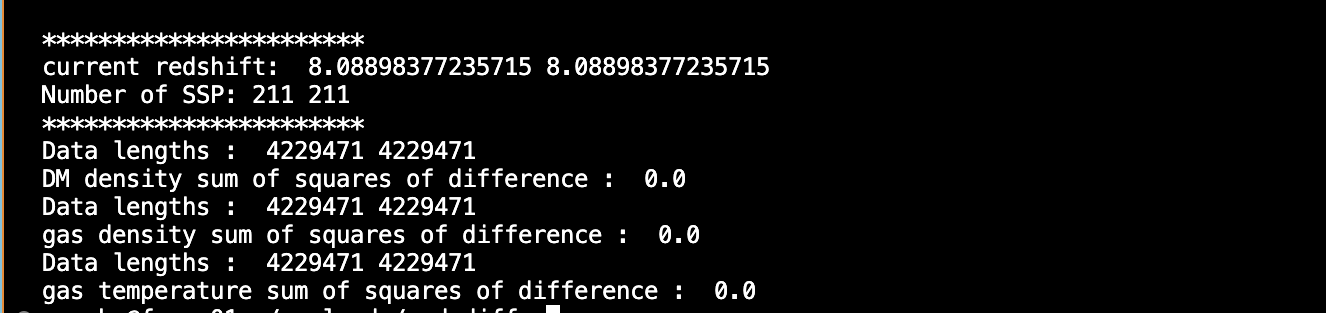 ***********************
current redshift:  8.08898377235715 8.08898377235715
Number of SSP: 211 211
***********************
Data lengths :  4229471 4229471
DM density sum of squares of difference :  0.0
Data lengths :  4229471 4229471
gas density sum of squares of difference :  0.0
Data lengths :  4229471 4229471
gas temperature sum of squares of difference :  0.0